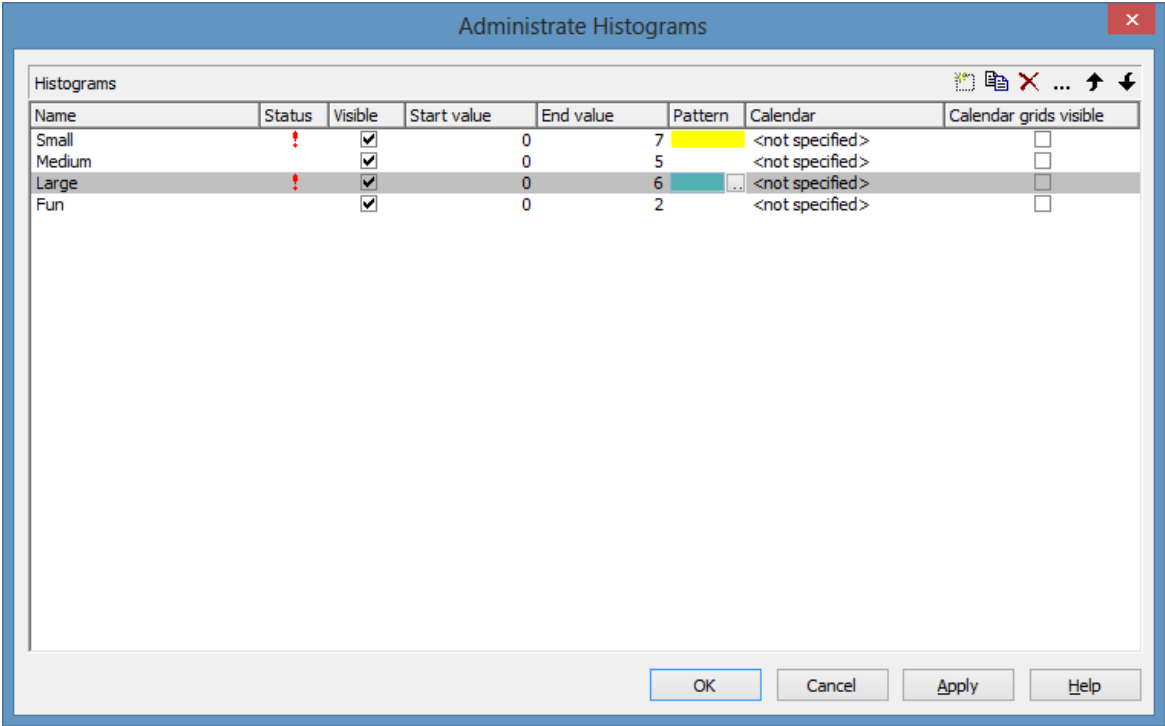 Administrate Histograms
Histograms
Name Status Visible Start value End value Pattern Calendar Calendar grids visible
Small ! 0 7 <not specified>
Medium 0 5 <not specified>
Large ! 0 6 .. <not specified>
Fun 0 2 <not specified>
OK Cancel Apply Help